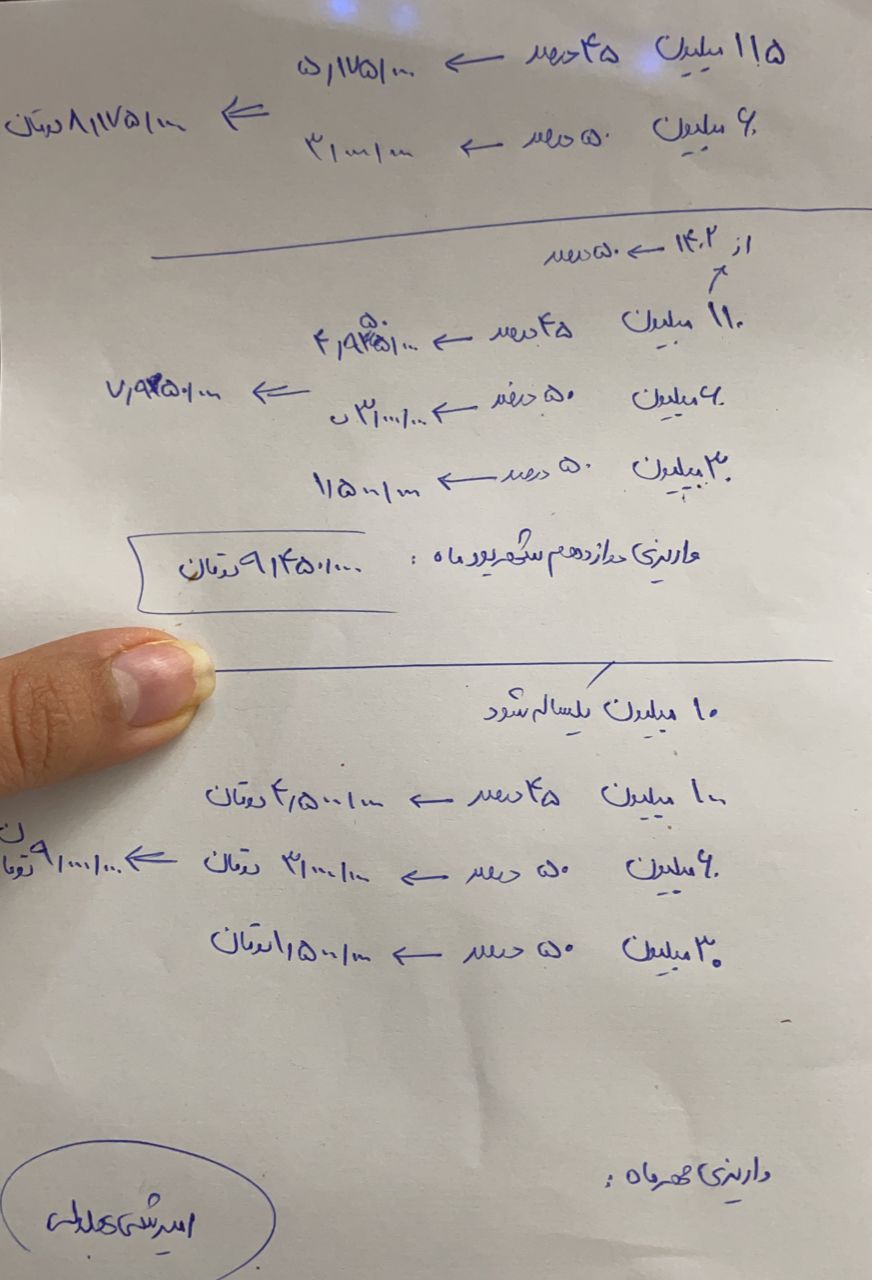 ۱۱۵ میلیون ۴۵ درصد ← ۵٫۱۷۵٫۰۰۰
۶۰ میلیون ۵۰ درصد ← ۳٫۰۰۰٫۰۰۰ ⇐ ۸٫۱۷۵٫۰۰۰ تومان
از ۱۴۰۲ ← ۵۰ درصد
۱۱۰ میلیون ۴۵ درصد ← ۴٫۹۵۰٫۰۰۰
۶۰ میلیون ۵۰ درصد ← ۳٫۰۰۰٫۰۰۰ ⇐ ۷٫۹۵۰٫۰۰۰
۳۰ میلیون ۵۰ درصد ← ۱٫۵۰۰٫۰۰۰
واریزی دوازدهم شهریور ماه : ۹٫۴۵۰٫۰۰۰ تومان
۱۰ میلیون یکساله شود
۱۰۰ میلیون ۴۵ درصد ← ۴٫۵۰۰٫۰۰۰ تومان
۶۰ میلیون ۵۰ درصد ← ۳٫۰۰۰٫۰۰۰ تومان ⇐ ۹٫۰۰۰٫۰۰۰ تومان
۳۰ میلیون ۵۰ درصد ← ۱٫۵۰۰٫۰۰۰ تومان
واریزی مهرماه :